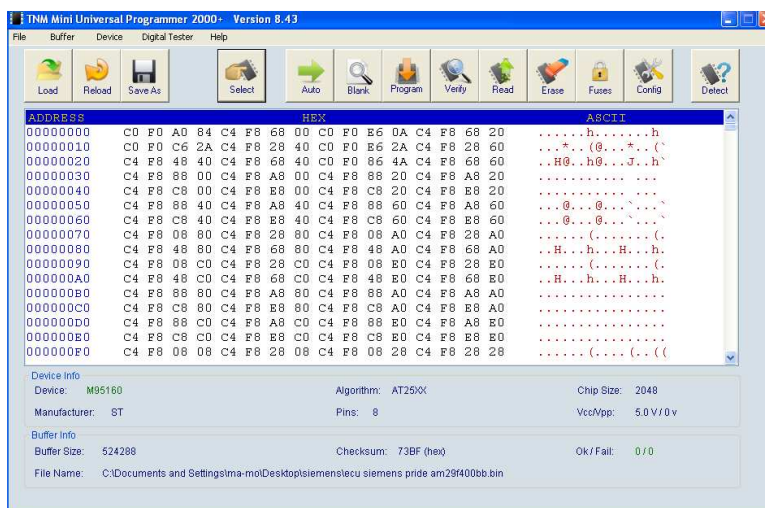 TNM Mini Universal Programmer 2000+ Version 8.43
File Buffer Device Digital Tester Help
Load Reload Save As Select Auto Blank Program Verify Read Erase Fuses Config Detect
ADDRESS HEX ASCII
00000000 C0 F0 A0 84 C4 F8 68 00 C0 F0 E6 0A C4 F8 68 20 ......h.......h
00000010 C0 F0 C6 2A C4 F8 28 40 C0 F0 E6 2A C4 F8 28 60 ...*..(@...*..(`
00000020 C4 F8 48 40 C4 F8 68 40 C4 F0 86 4A C4 F8 68 60 ..H@..h@...J..h`
00000030 C4 F8 88 00 C4 F8 A8 00 C4 F8 88 20 C4 F8 A8 20 ........... ...
00000040 C4 F8 C8 00 C4 F8 E8 00 C4 F8 C8 20 C4 F8 E8 20 ........... ...
00000050 C4 F8 88 40 C4 F8 A8 40 C4 F8 88 60 C4 F8 A8 60 ...@...@...`...`
00000060 C4 F8 C8 40 C4 F8 E8 40 C4 F8 C8 60 C4 F8 E8 60 ...@...@...`...`
00000070 C4 F8 08 80 C4 F8 28 80 C4 F8 08 A0 C4 F8 28 A0 ......(.......(.
00000080 C4 F8 48 80 C4 F8 68 80 C4 F8 48 A0 C4 F8 68 A0 ..H...h...H...h.
00000090 C4 F8 08 C0 C4 F8 28 C0 C4 F8 08 E0 C4 F8 28 E0 ......(.......(.
000000A0 C4 F8 48 C0 C4 F8 68 C0 C4 F8 48 E0 C4 F8 68 E0 ..H...h...H...h.
000000B0 C4 F8 88 80 C4 F8 A8 80 C4 F8 88 A0 C4 F8 A8 A0 ................
000000C0 C4 F8 C8 80 C4 F8 E8 80 C4 F8 C8 A0 C4 F8 E8 A0 ................
000000D0 C4 F8 88 C0 C4 F8 A8 C0 C4 F8 88 E0 C4 F8 A8 E0 ................
000000E0 C4 F8 C8 C0 C4 F8 E8 C0 C4 F8 C8 E0 C4 F8 E8 E0 ................
000000F0 C4 F8 08 08 C4 F8 28 08 C4 F8 08 28 C4 F8 28 28 ......(....(..((
Device Info
Device: M95160 Algorithm: AT25XX Chip Size: 2048
Manufacturer: ST Pins: 8 Vcc/Vpp: 5.0 V / 0 v
Buffer Info
Buffer Size: 524288 Checksum: 73BF (hex) Ok / Fail: 0 / 0
File Name: C:\Documents and Settings\ma-mo\Desktop\siemens\ecu siemens pride am29f400bb.bin